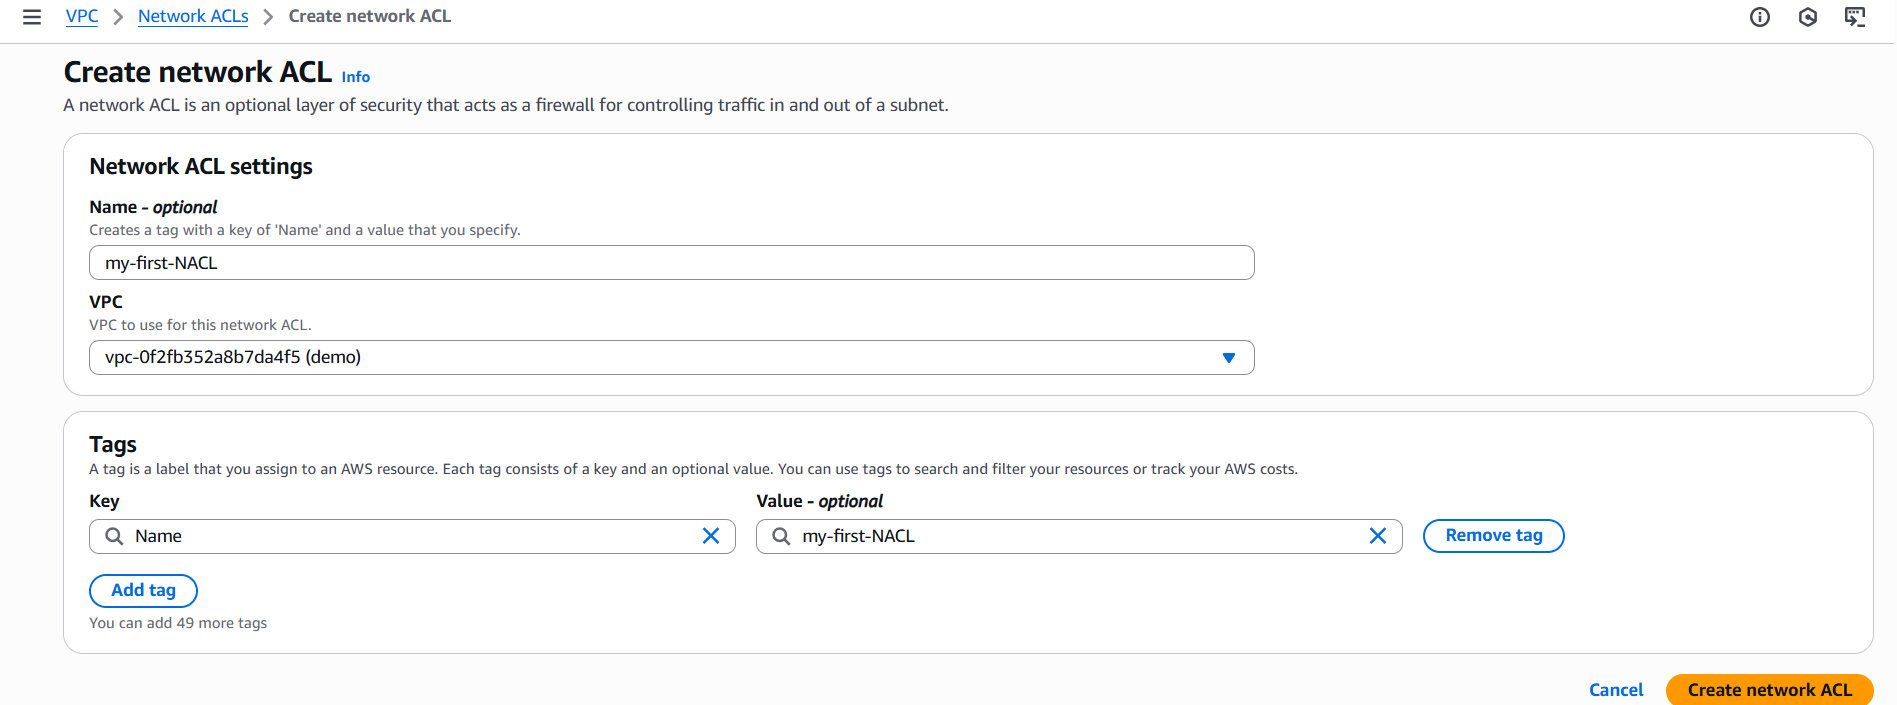 VPC > Network ACLs > Create network ACL
Create network ACL Info
A network ACL is an optional layer of security that acts as a firewall for controlling traffic in and out of a subnet.
Network ACL settings
Name - optional
Creates a tag with a key of 'Name' and a value that you specify.
my-first-NACL
VPC
VPC to use for this network ACL.
vpc-0f2fb352a8b7da4f5 (demo)
Tags
A tag is a label that you assign to an AWS resource. Each tag consists of a key and an optional value. You can use tags to search and filter your resources or track your AWS costs.
Key Value - optional
Name my-first-NACL Remove tag
Add tag
You can add 49 more tags
Cancel Create network ACL